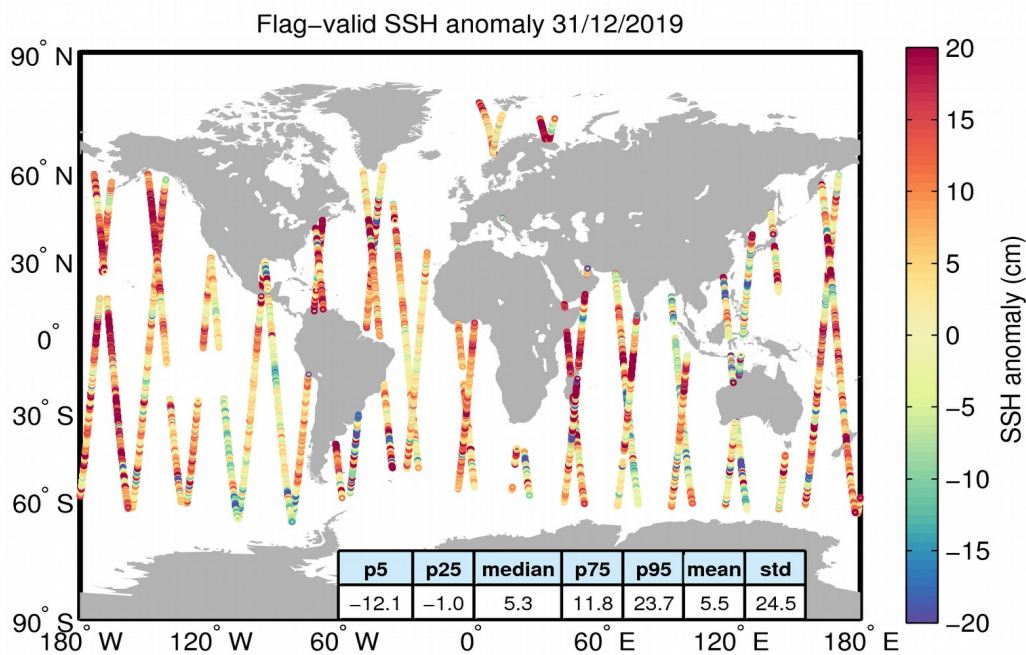 Flag−valid SSH anomaly 31/12/2019
90° N
60° N
30° N
0°
30° S
60° S
90° S
180° W
120° W
60° W
0°
60° E
120° E
180° E
p5 p25 median p75 p95 mean std
−12.1 −1.0 5.3 11.8 23.7 5.5 24.5
20
15
10
5
0
−5
−10
−15
−20
SSH anomaly (cm)